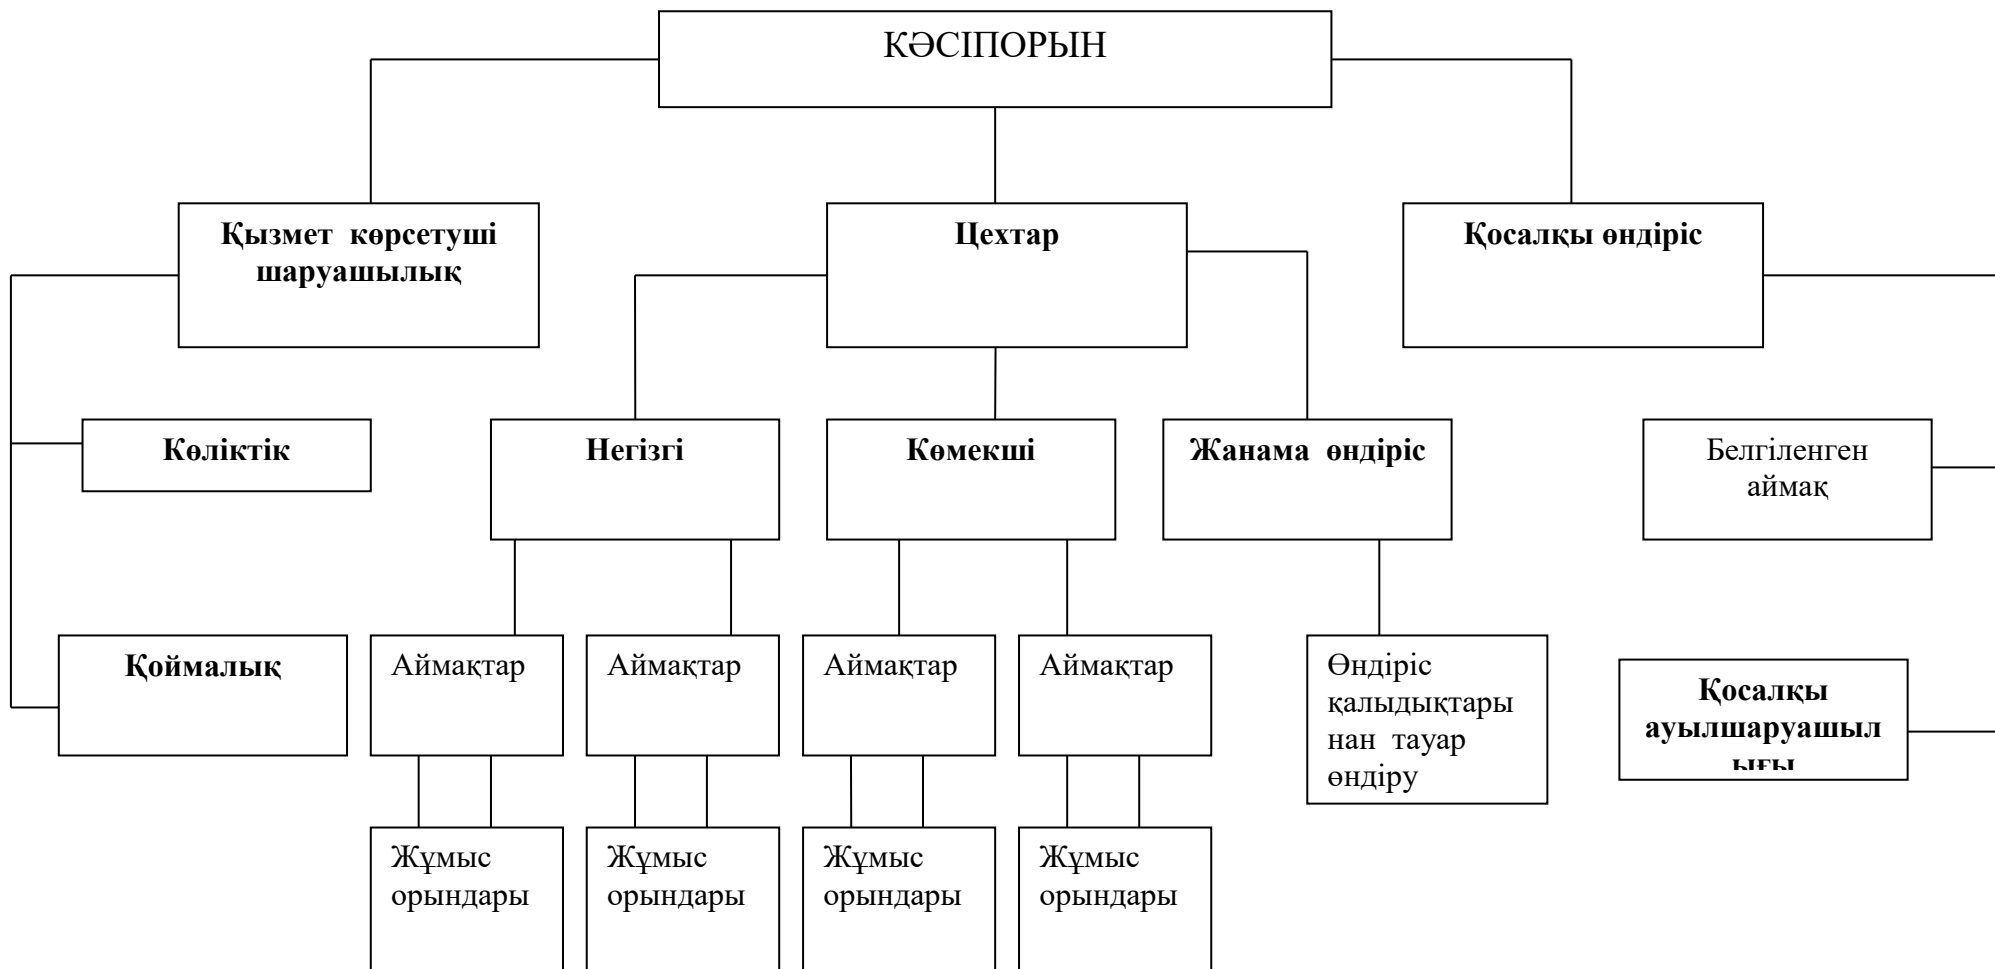 КӘСІПОРЫН
Қызмет көрсетуші
шаруашылық
Цехтар
Қосалқы өндіріс
Көліктік
Негізгі
Көмекші
Жанама өндіріс
Белгіленген
аймақ
Қоймалық
Аймақтар
Аймақтар
Аймақтар
Аймақтар
Өндіріс
қалыдықтары
нан тауар
өндіру
Қосалқы
ауылшаруашыл
ығы
Жұмыс
орындары
Жұмыс
орындары
Жұмыс
орындары
Жұмыс
орындары